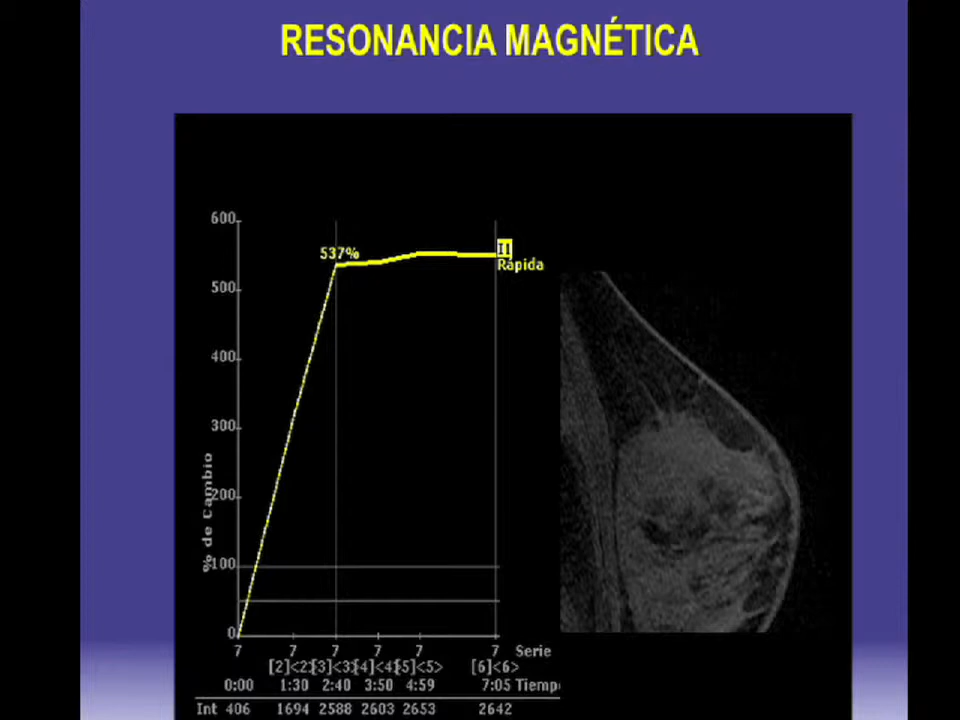 RESONANCIA MAGNÉTICA
600
537%
II
Rápida
500
400
300
200
100
0
% de Cambio
7 7 7 7 7 7 Serie
[2]<2> [3]<3> [4]<4> [5]<5> [6]<6>
0:00 1:30 2:40 3:50 4:59 7:05 Tiemp
Int 406 1694 2588 2603 2653 2642